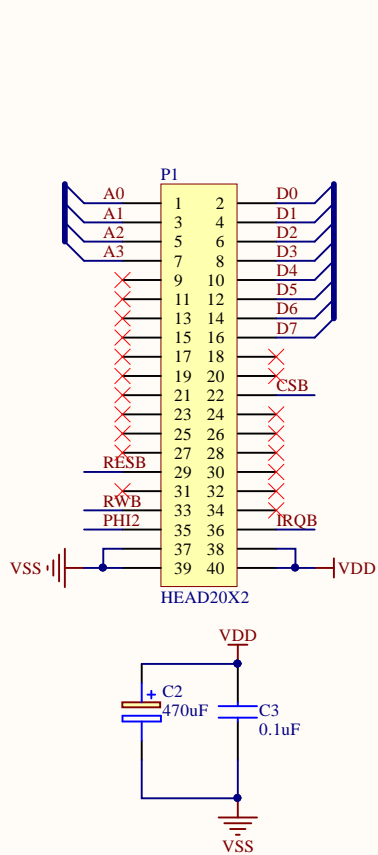 P1
A0 1 2 D0
A1 3 4 D1
A2 5 6 D2
A3 7 8 D3
9 10 D4
11 12 D5
13 14 D6
15 16 D7
17 18
19 20
21 22 CSB
23 24
25 26
27 28
RESB 29 30
31 32
RWB 33 34
PHI2 35 36 IRQB
37 38
VSS 39 40 VDD
HEAD20X2
VDD
+ C2
470uF
C3
0.1uF
VSS